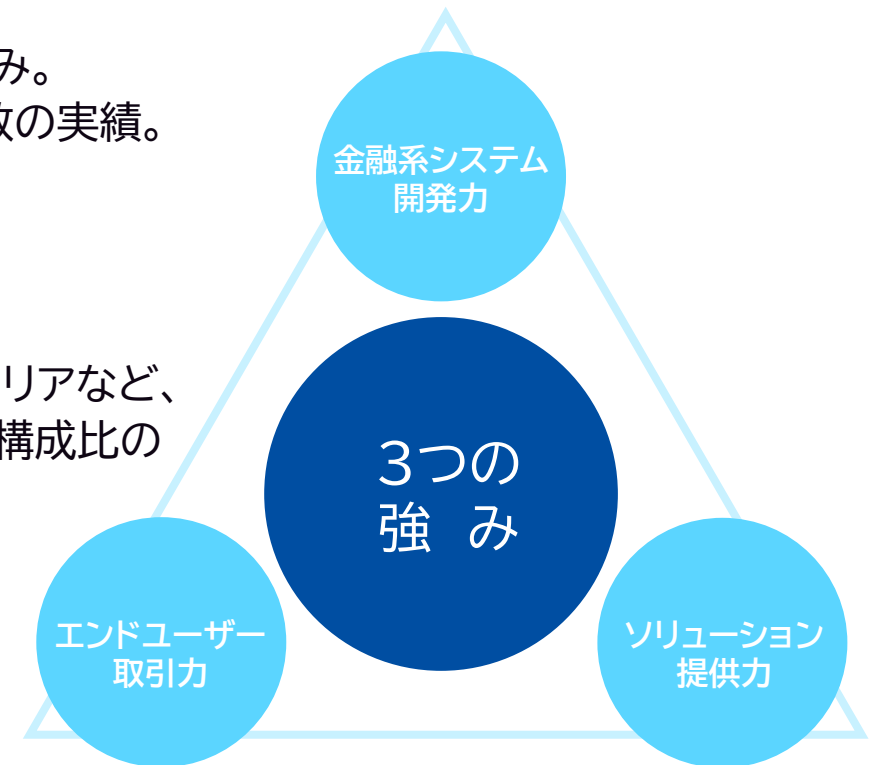 み。
数の実績。
金融系システム
開発力
リアなど、
構成比の
３つの
強　み
エンドユーザー
取引力
ソリューション
提供力